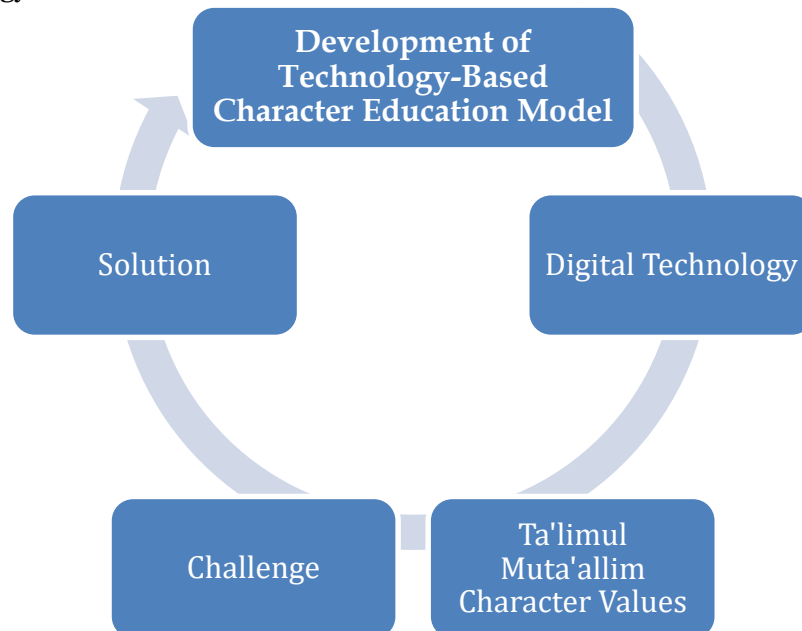 Development of
Technology-Based
Character Education Model
Solution
Digital Technology
Challenge
Ta'limul
Muta'allim
Character Values